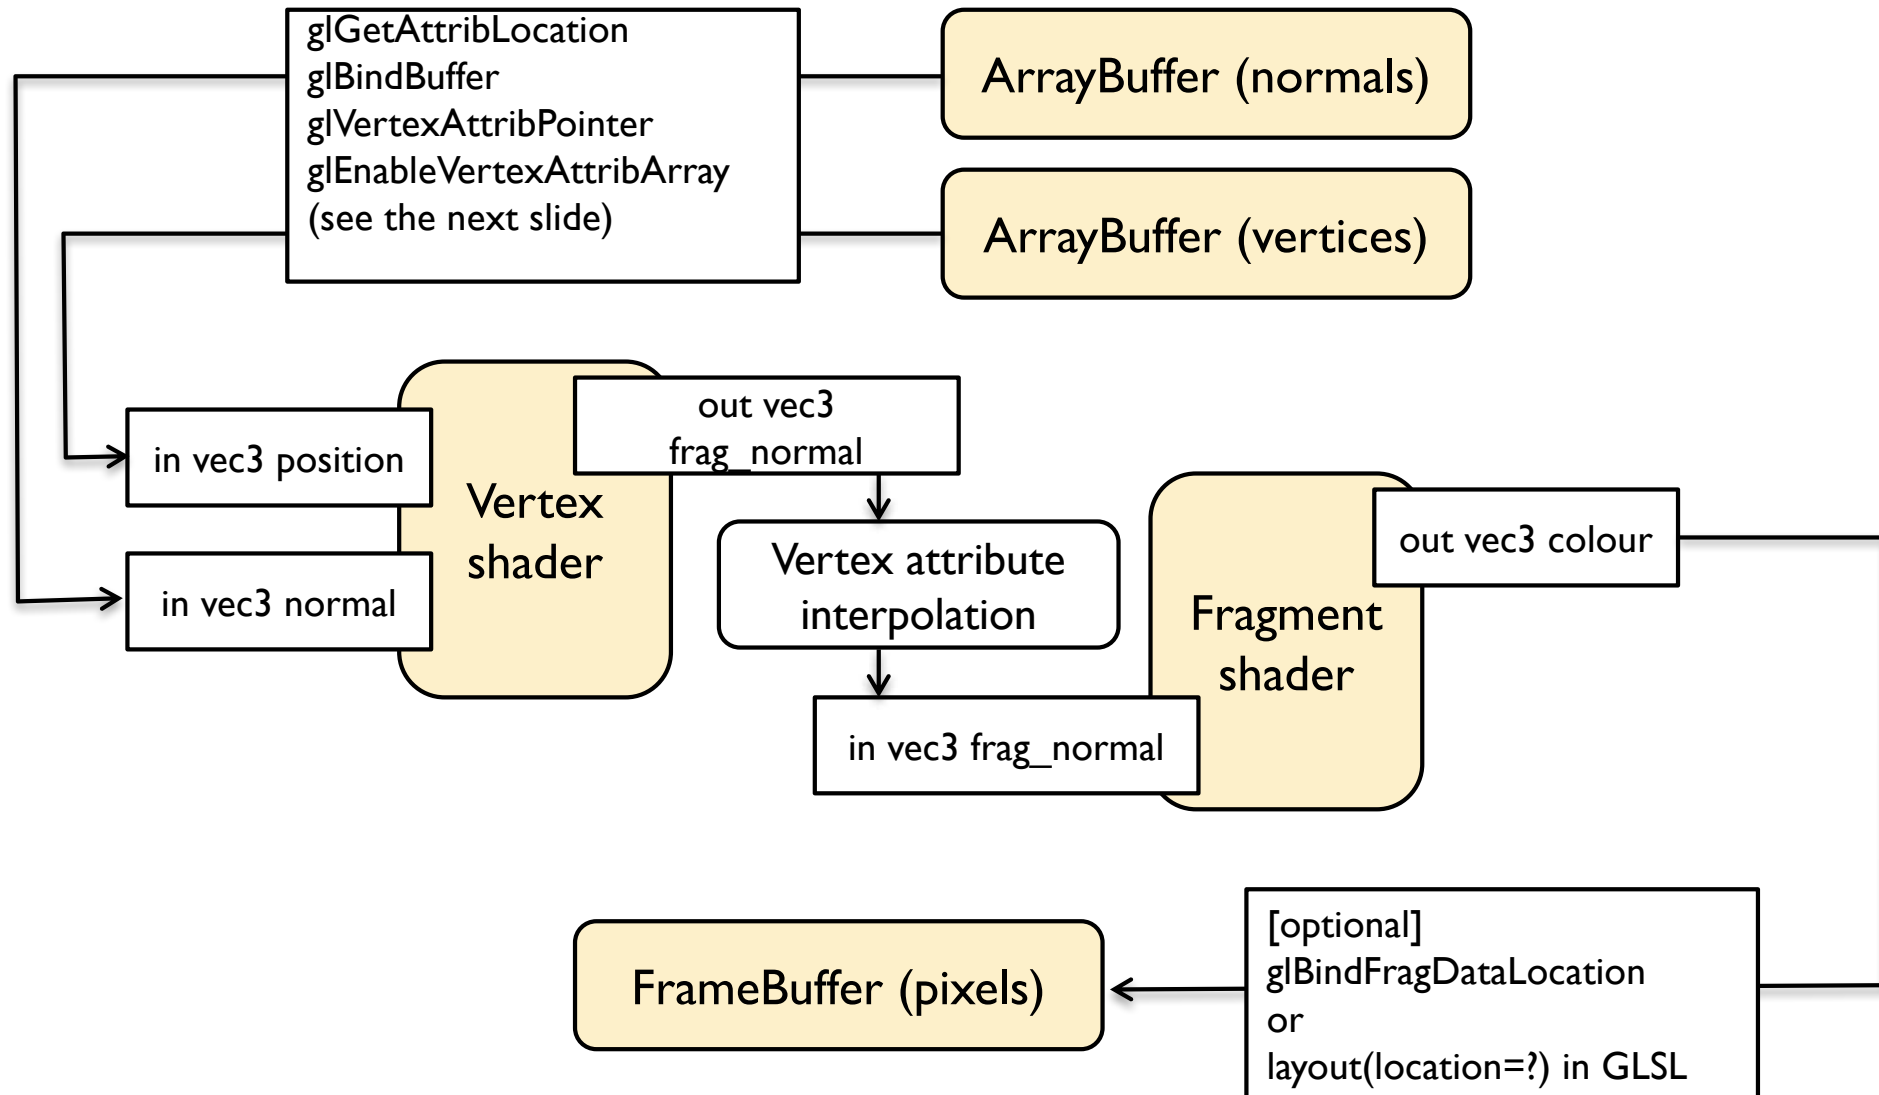 glGetAttribLocation
glBindBuffer
glVertexAttribPointer
glEnableVertexAttribArray
(see the next slide)
ArrayBuffer (normals)
ArrayBuffer (vertices)
in vec3 position
in vec3 normal
Vertex
shader
out vec3
frag_normal
Vertex attribute
interpolation
in vec3 frag_normal
Fragment
shader
out vec3 colour
FrameBuffer (pixels)
[optional]
glBindFragDataLocation
or
layout(location=?) in GLSL